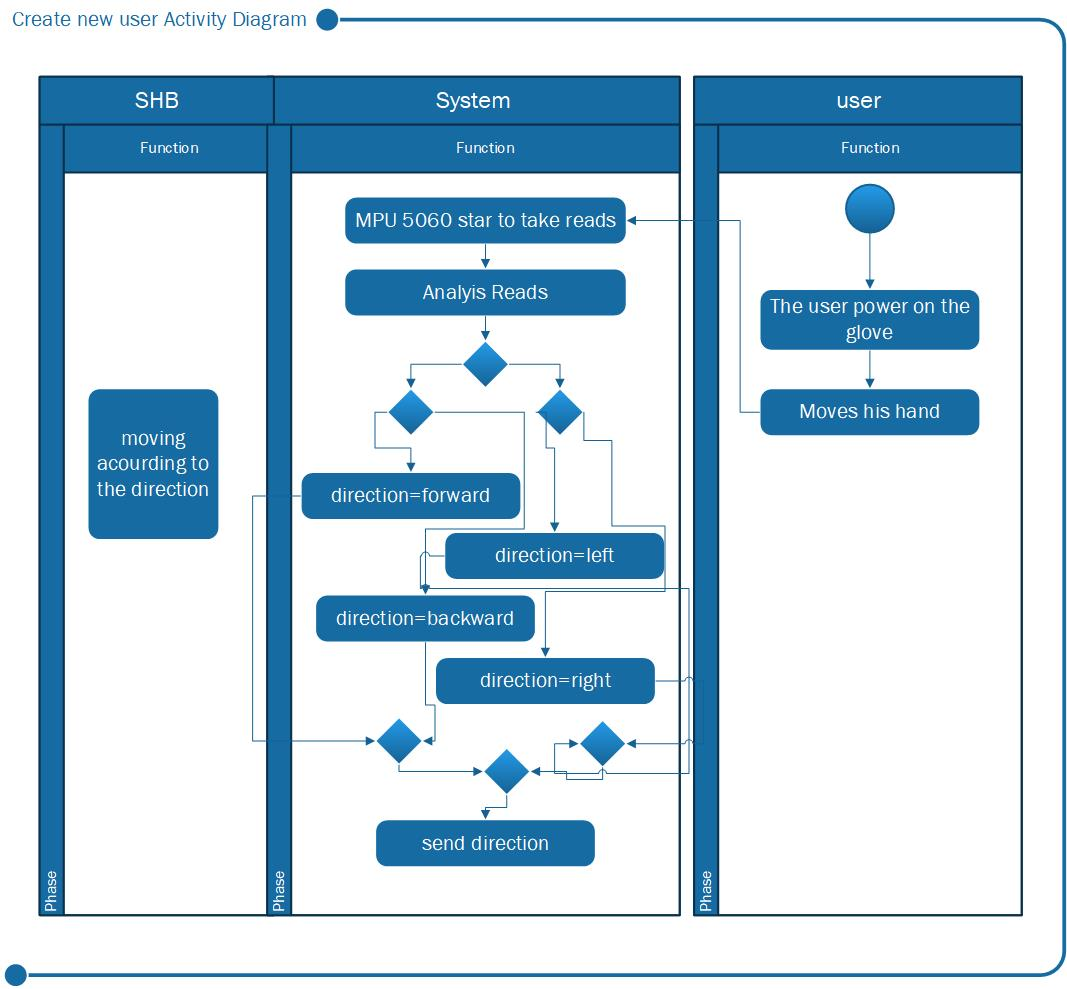 Create new user Activity Diagram
SHB
System
user
Function
Function
Function
MPU 5060 star to take reads
Analyis Reads
The user power on the
glove
Moves his hand
moving
acourding to
the direction
direction=forward
direction=left
direction=backward
direction=right
send direction
Phase
Phase
Phase